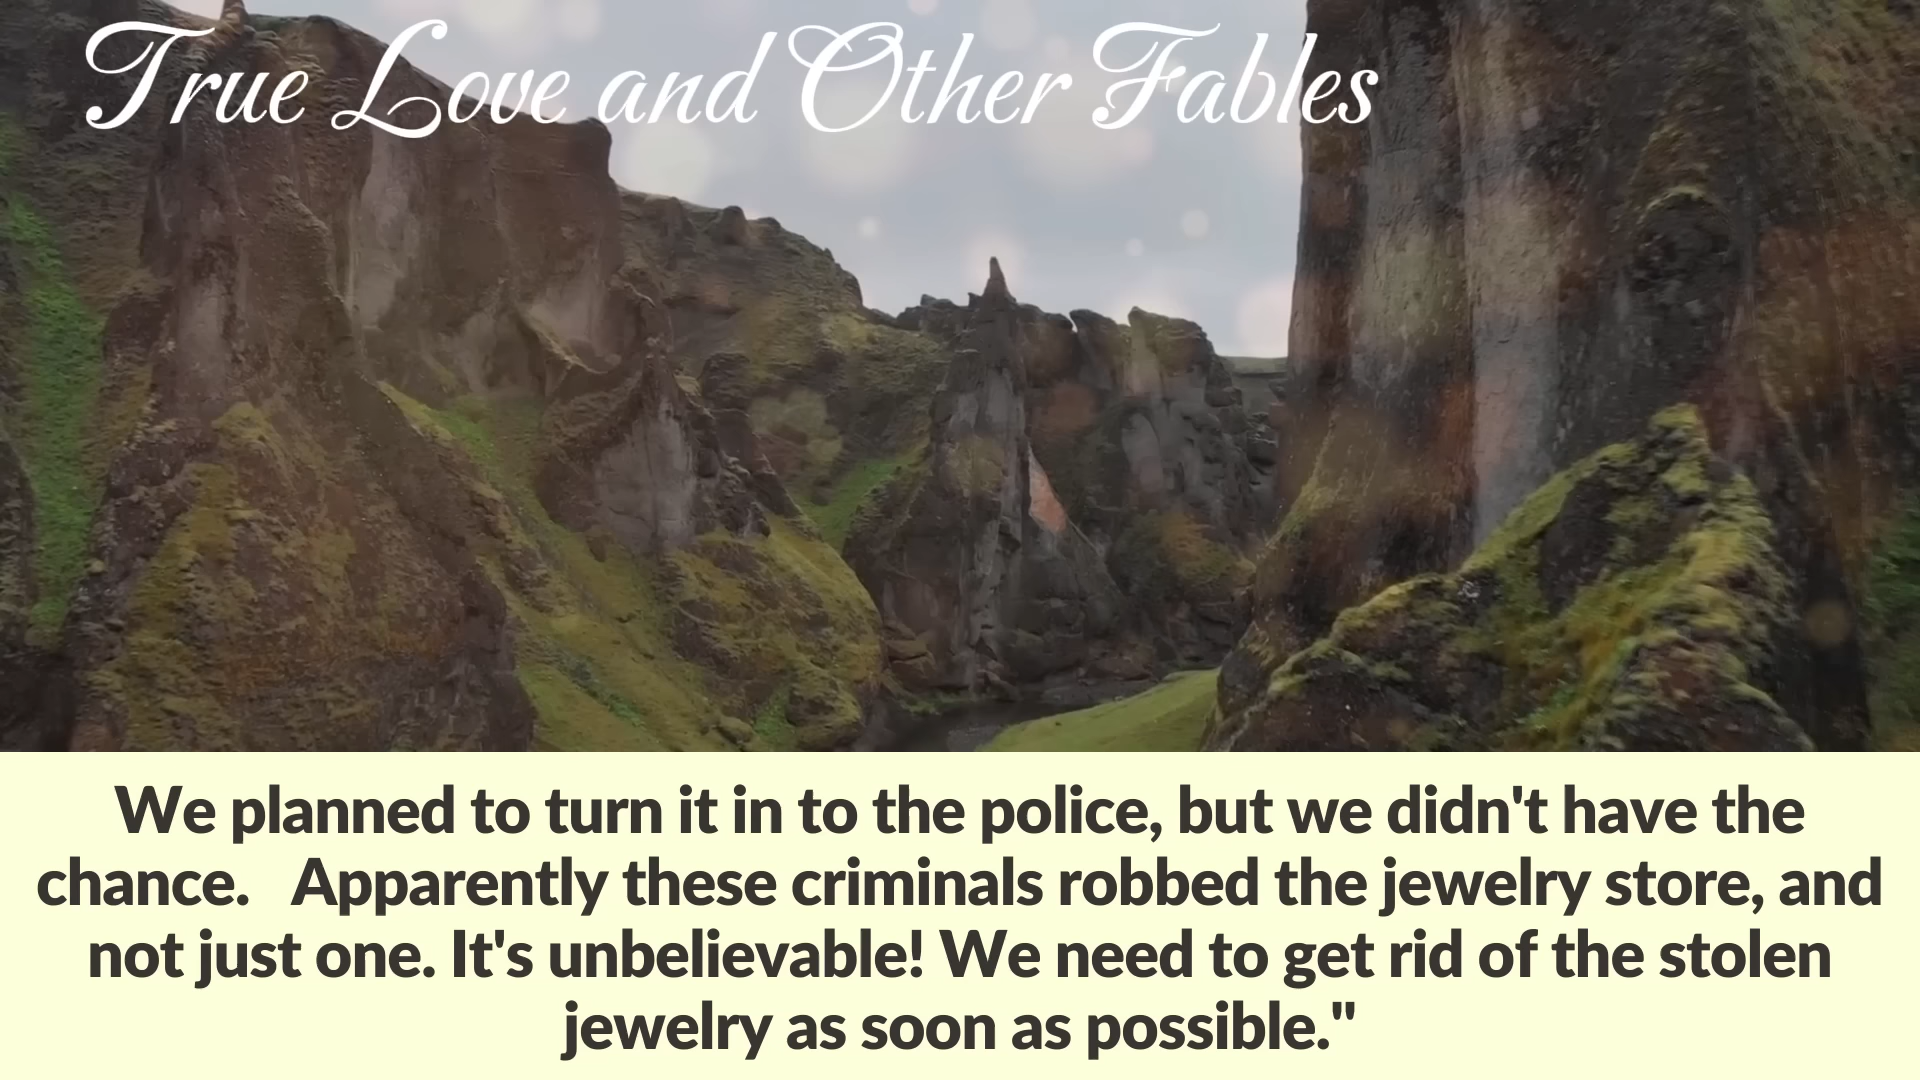 True Love and Other Fables
We planned to turn it in to the police, but we didn't have the
chance.   Apparently these criminals robbed the jewelry store, and
not just one. It's unbelievable! We need to get rid of the stolen
jewelry as soon as possible."